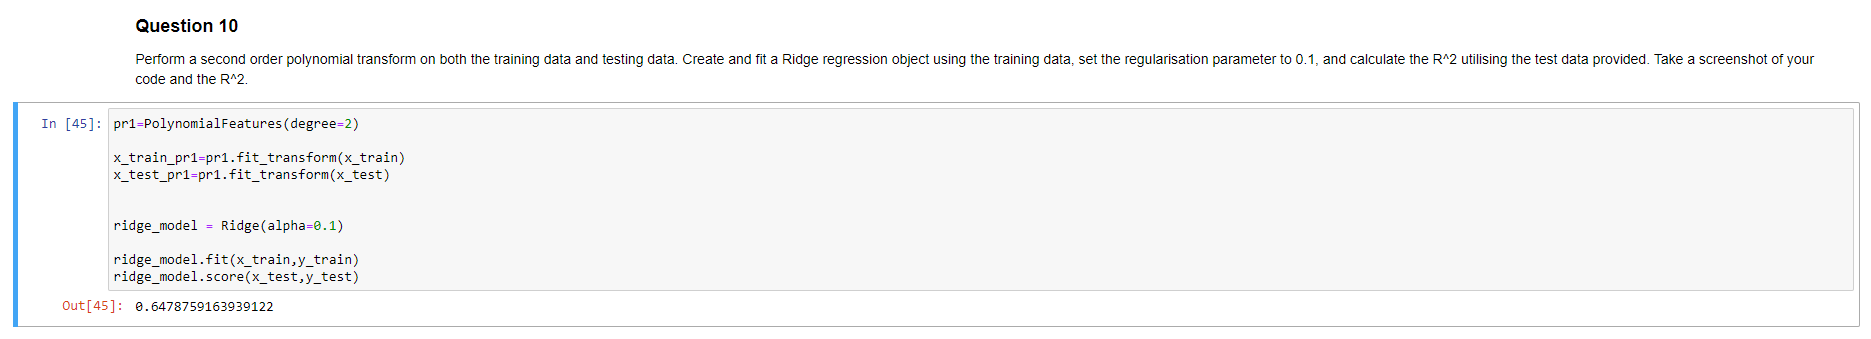 Question 10
Perform a second order polynomial transform on both the training data and testing data. Create and fit a Ridge regression object using the training data, set the regularisation parameter to 0.1, and calculate the R^2 utilising the test data provided. Take a screenshot of your
code and the R^2.
In [45]: pr1=PolynomialFeatures(degree=2)
x_train_pr1=pr1.fit_transform(x_train)
x_test_pr1=pr1.fit_transform(x_test)
ridge_model = Ridge(alpha=0.1)
ridge_model.fit(x_train,y_train)
ridge_model.score(x_test,y_test)
Out[45]: 0.6478759163939122